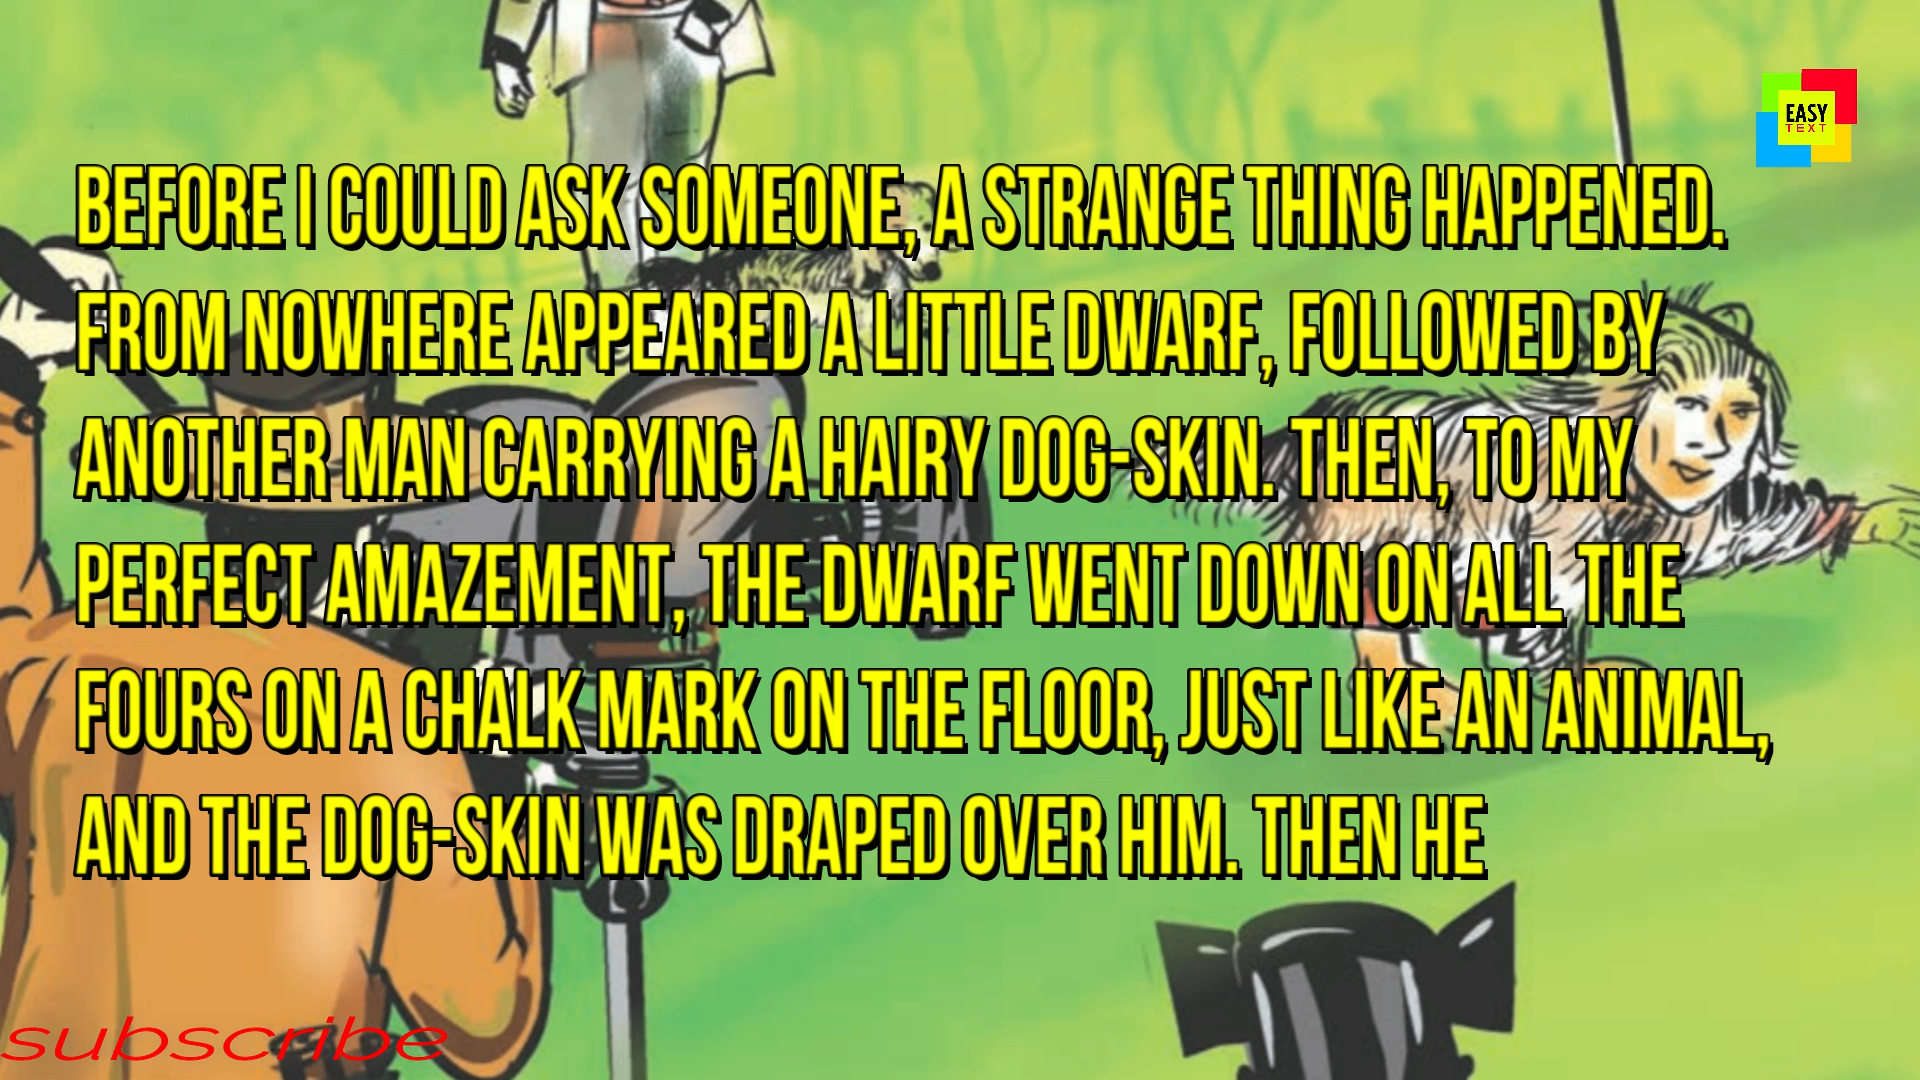 EASY
TEXT
BEFORE I COULD ASK SOMEONE, A STRANGE THING HAPPENED.
FROM NOWHERE APPEARED A LITTLE DWARF, FOLLOWED BY
ANOTHER MAN CARRYING A HAIRY DOG-SKIN. THEN, TO MY
PERFECT AMAZEMENT, THE DWARF WENT DOWN ON ALL THE
FOURS ON A CHALK MARK ON THE FLOOR, JUST LIKE AN ANIMAL,
AND THE DOG-SKIN WAS DRAPED OVER HIM. THEN HE
subscribe